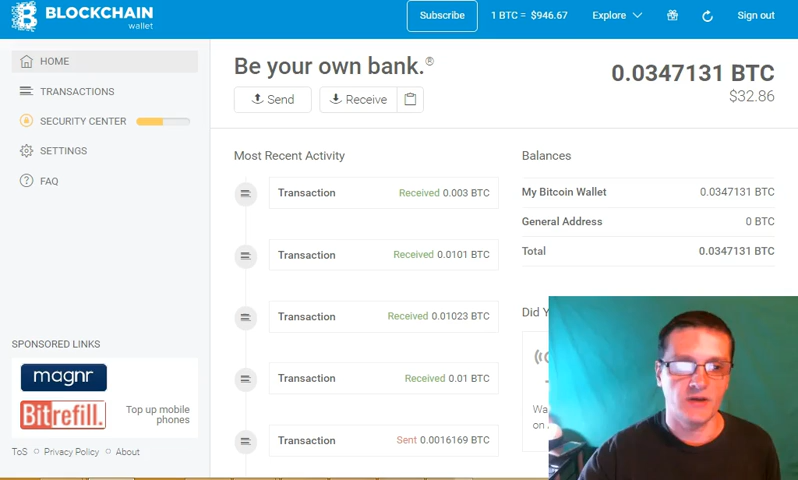 BLOCKCHAIN
wallet
Subscribe
1 BTC = $946.67
Explore
Sign out
HOME
TRANSACTIONS
SECURITY CENTER
SETTINGS
FAQ
SPONSORED LINKS
magnr
Bitrefill.
Top up mobile
phones
ToS
Privacy Policy
About
Be your own bank.®
0.0347131 BTC
$32.86
Send
Receive
Most Recent Activity
Transaction Received 0.003 BTC
Transaction Received 0.0101 BTC
Transaction Received 0.01023 BTC
Transaction Received 0.01 BTC
Transaction Sent 0.0016169 BTC
Balances
My Bitcoin Wallet 0.0347131 BTC
General Address 0 BTC
Total 0.0347131 BTC
Did
on